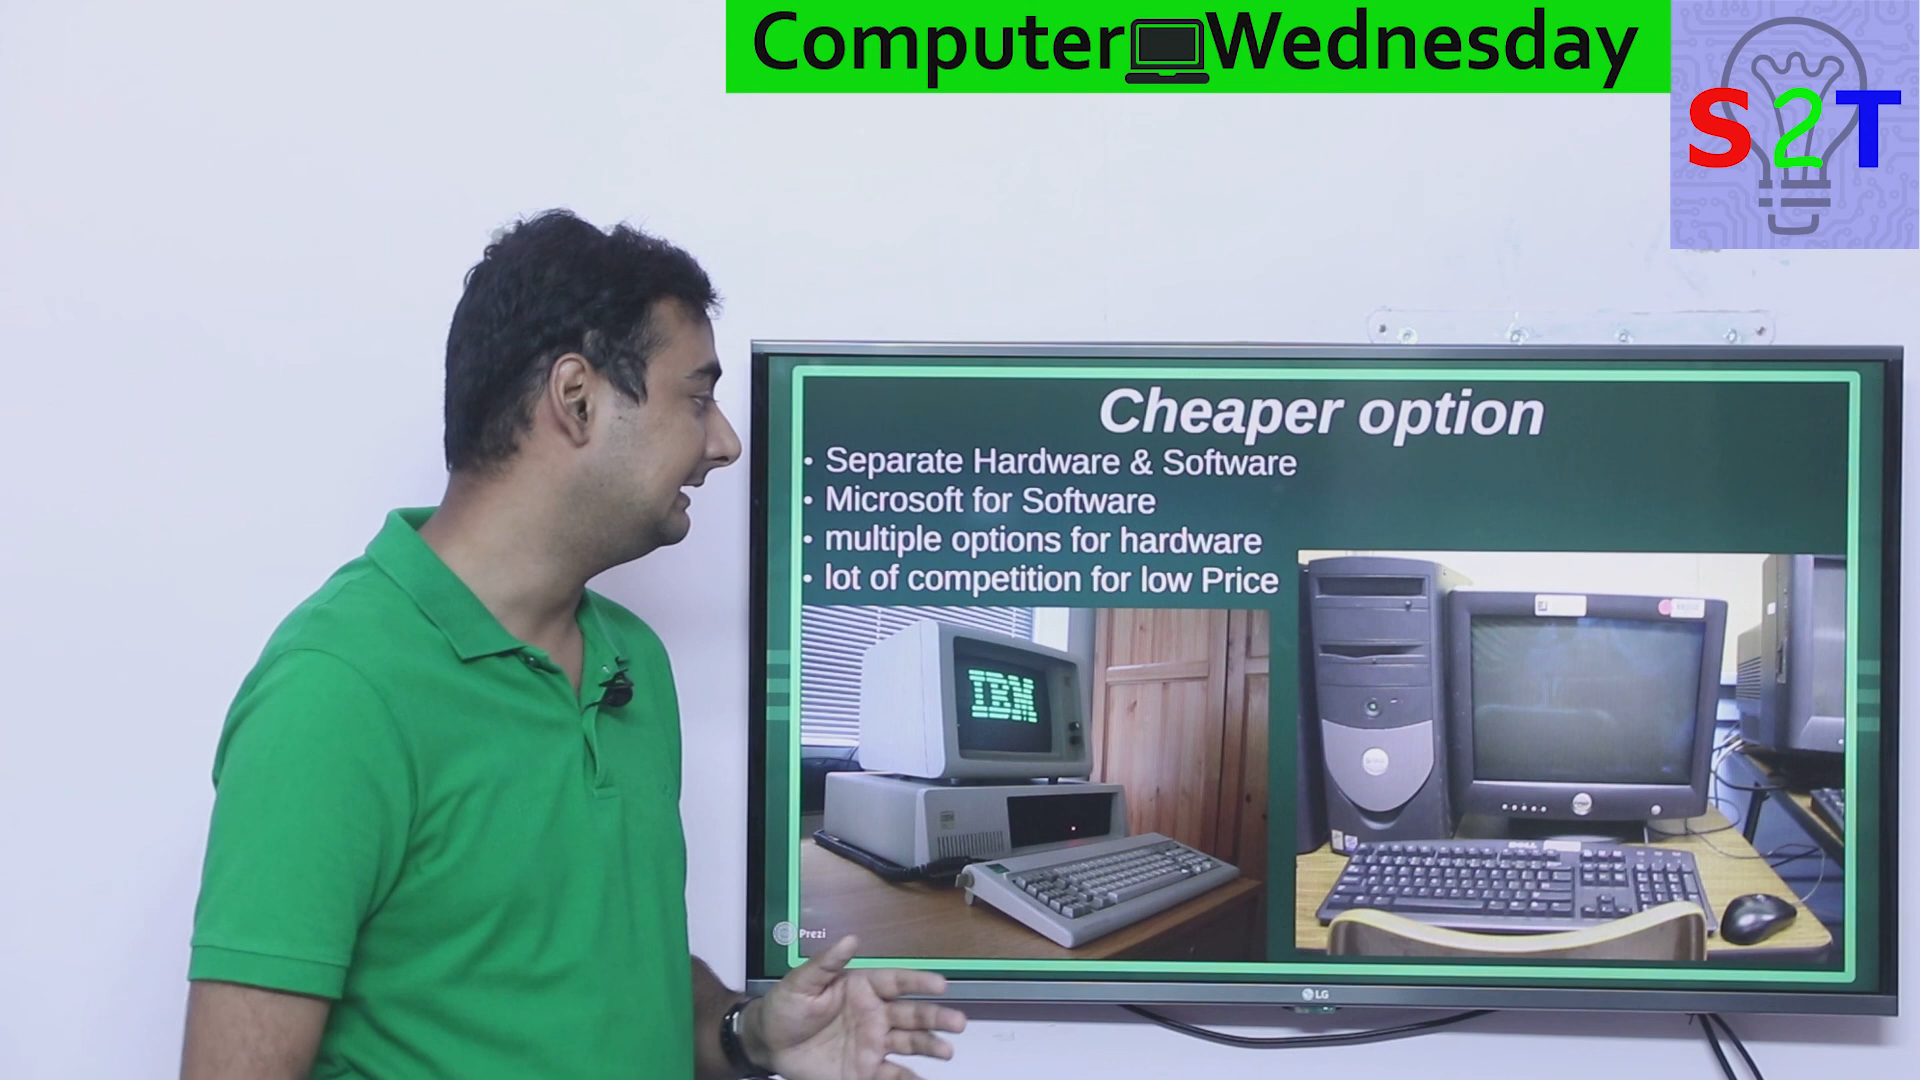 Computer Wednesday
S2T
Cheaper option
• Separate Hardware & Software
• Microsoft for Software
• multiple options for hardware
• lot of competition for low Price
IBM
DELL
Prezi
LG